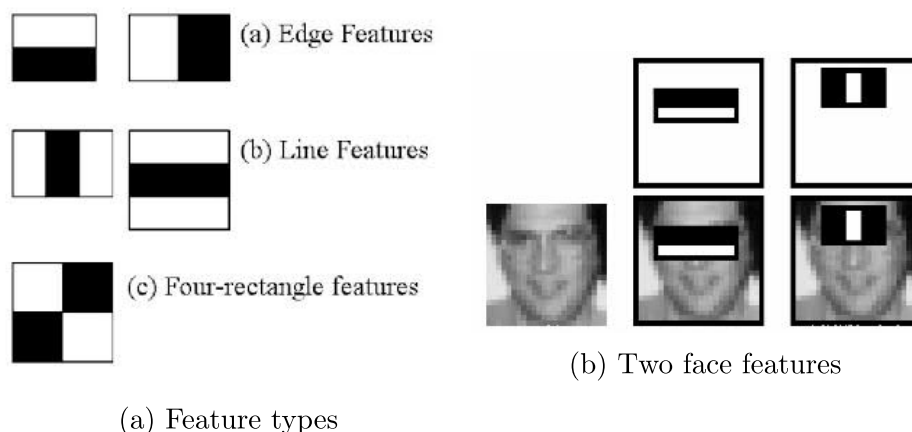 (a) Edge Features
(b) Line Features
(c) Four-rectangle features
(a) Feature types
(b) Two face features